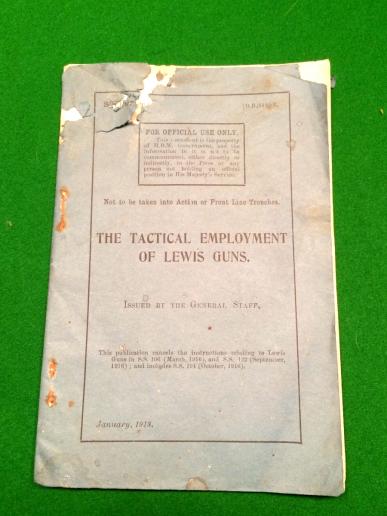 FOR OFFICIAL USE ONLY.
This document is the property
of H.B.M. Government, and the
information in it is not to be
communicated, either directly or
indirectly, to the Press or any
person not holding an official
position in His Majesty's Service.
Not to be taken into Action or Front Line Trenches.
THE TACTICAL EMPLOYMENT
OF LEWIS GUNS.
ISSUED BY THE GENERAL STAFF.
This publication cancels the instructions relating to Lewis
Guns in S.S. 106 (March, 1916), and S.S. 122 (September,
1916); and includes S.S. 194 (October, 1916).
January, 1918.